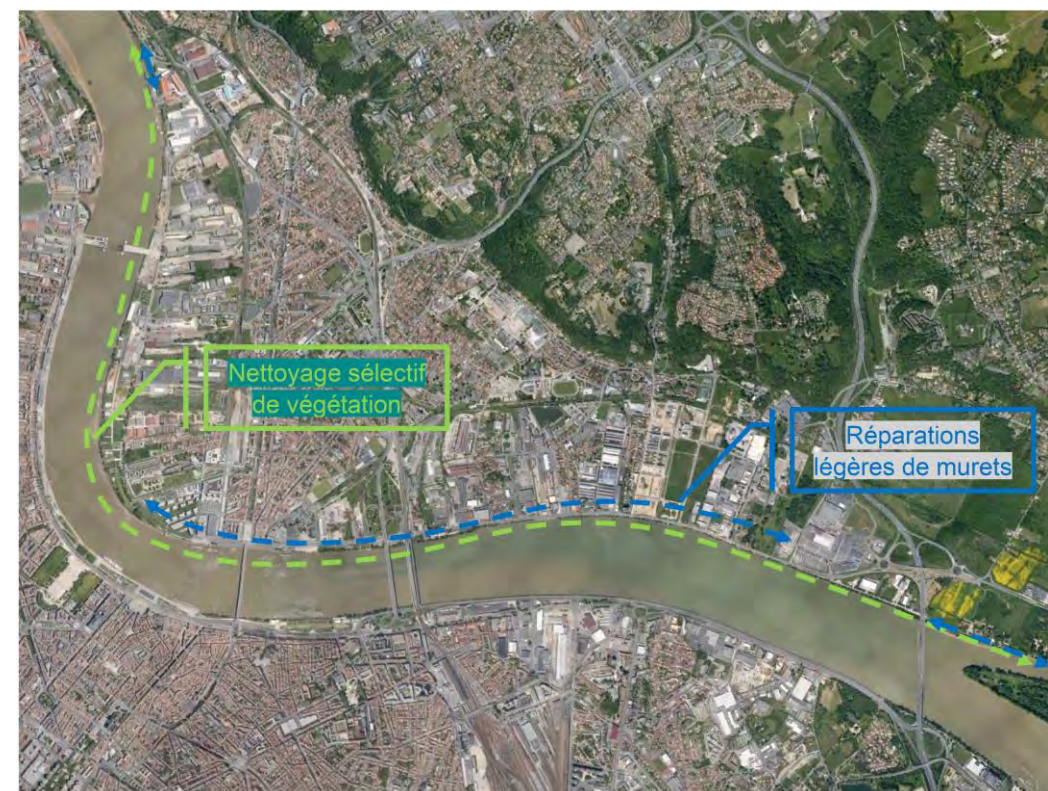 Nettoyage sélectif
de végétation
Réparations
légères de murets